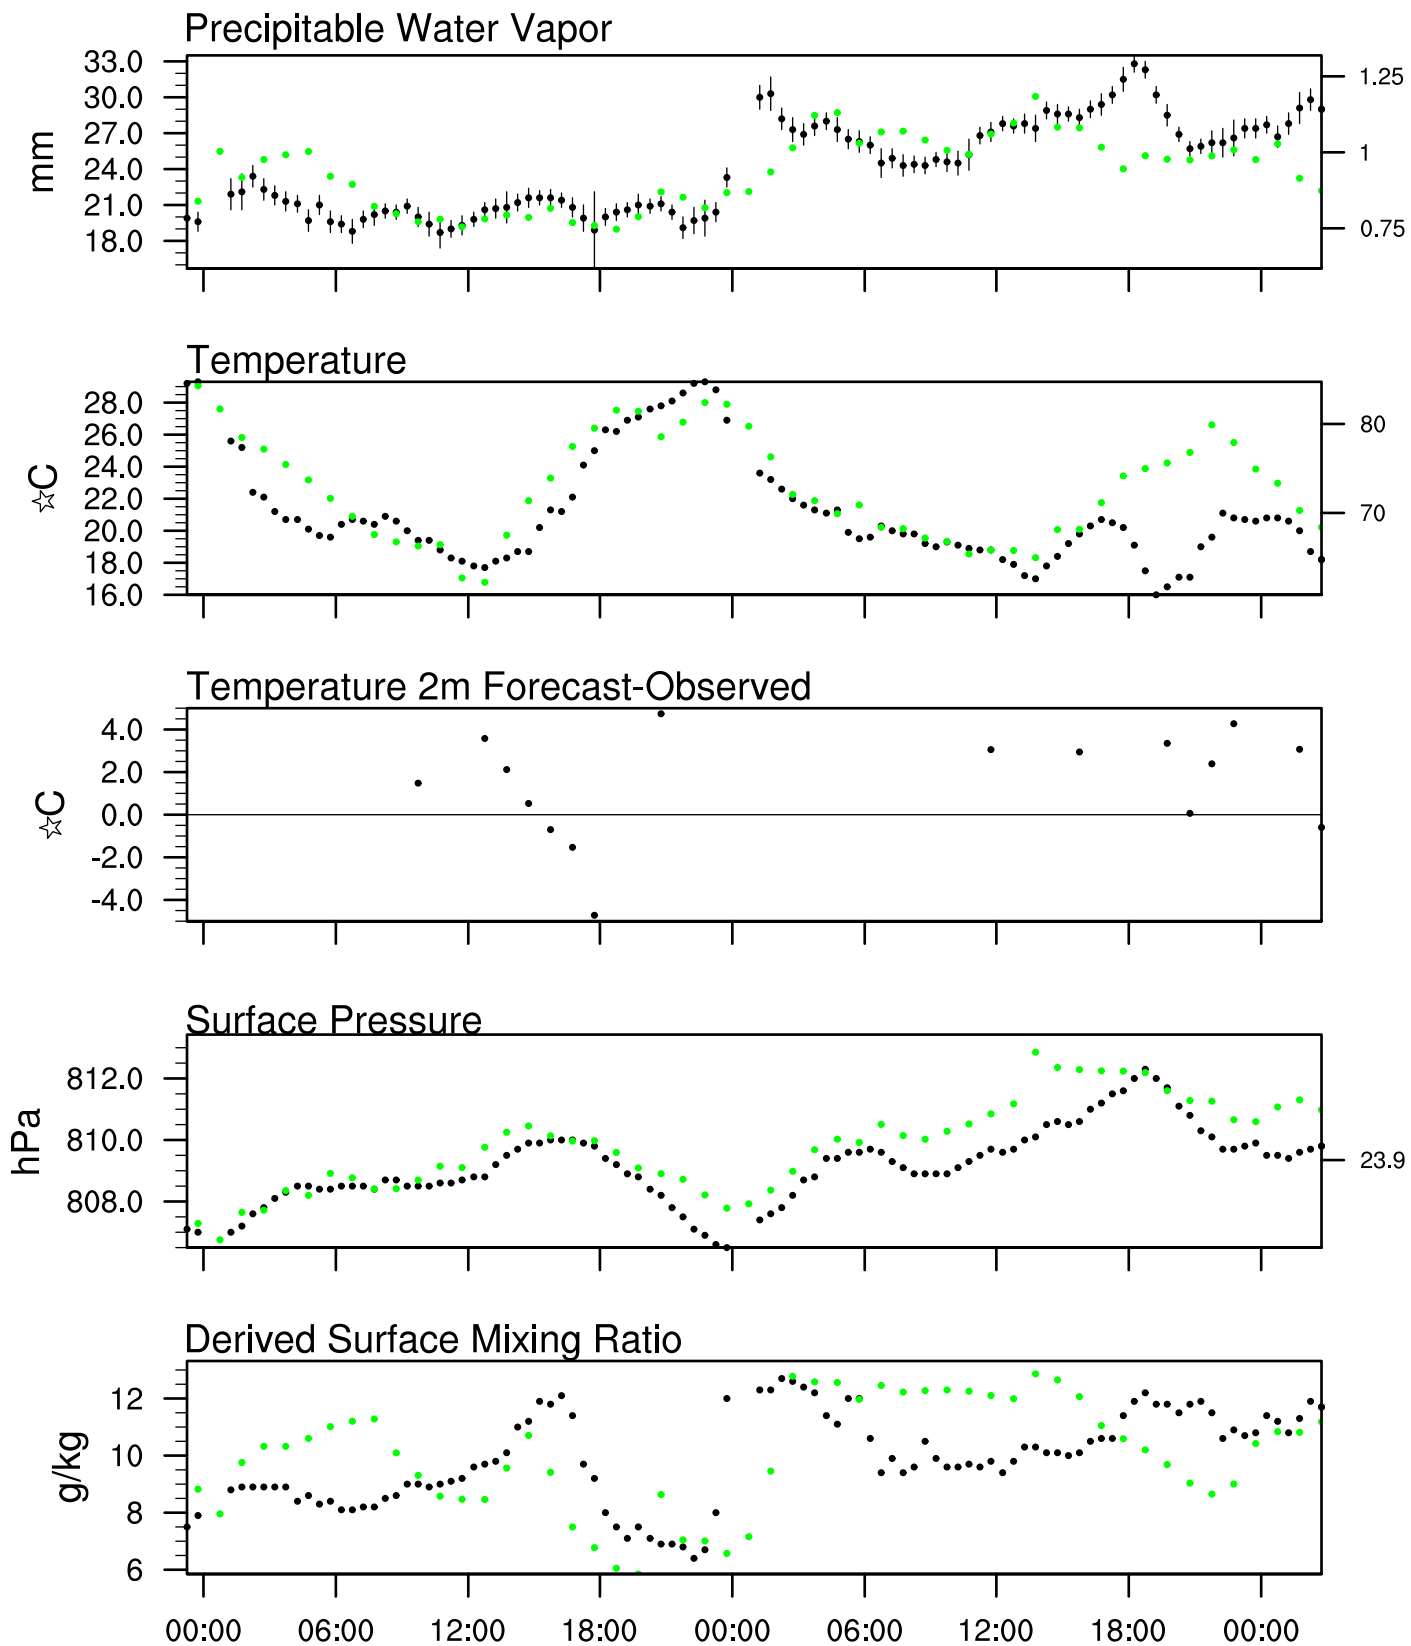 Precipitable Water Vapor
33.0
30.0
27.0
24.0
21.0
18.0
mm
1.25
1
0.75
Temperature
28.0
26.0
24.0
22.0
20.0
18.0
16.0
☆C
80
70
Temperature 2m Forecast-Observed
4.0
2.0
0.0
-2.0
-4.0
☆C
Surface Pressure
812.0
810.0
808.0
hPa
23.9
Derived Surface Mixing Ratio
12
10
8
6
g/kg
00:00 06:00 12:00 18:00 00:00 06:00 12:00 18:00 00:00